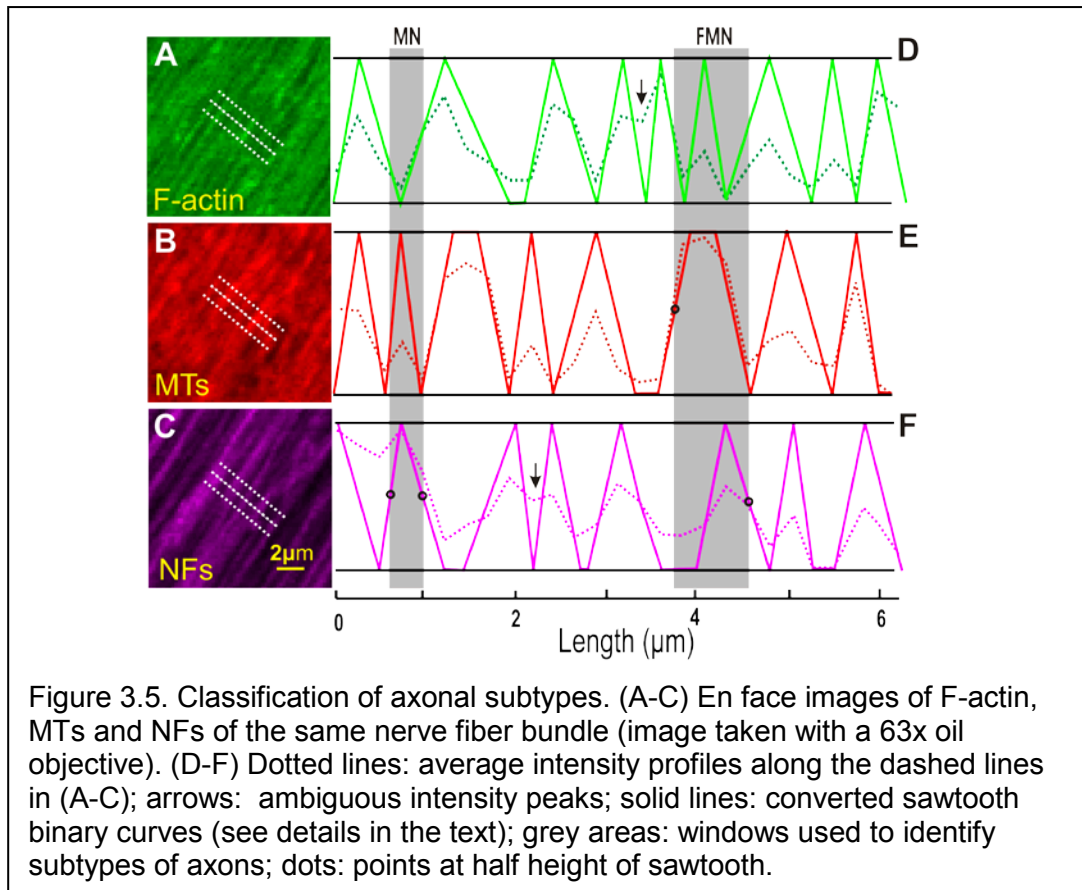 MN FMN
A D
F-actin
B E
MTs
C F
2μm
NFs
0 2 4 6
Length (μm)
Figure 3.5. Classification of axonal subtypes. (A-C) En face images of F-actin,
MTs and NFs of the same nerve fiber bundle (image taken with a 63x oil
objective). (D-F) Dotted lines: average intensity profiles along the dashed lines
in (A-C); arrows: ambiguous intensity peaks; solid lines: converted sawtooth
binary curves (see details in the text); grey areas: windows used to identify
subtypes of axons; dots: points at half height of sawtooth.